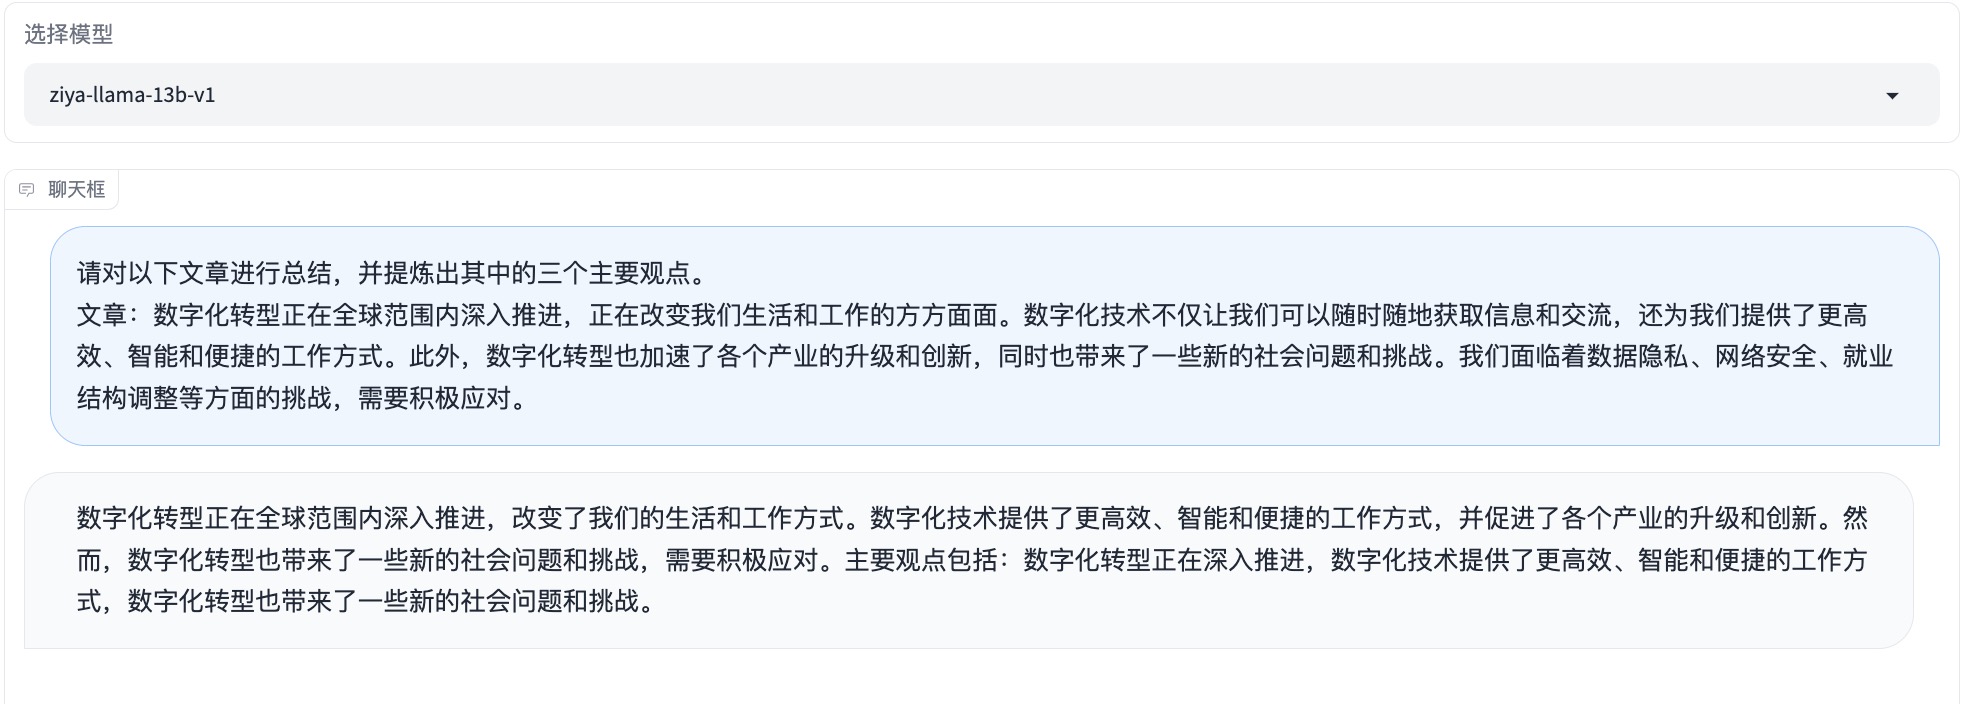 选择模型
ziya-llama-13b-v1
聊天框
请对以下文章进行总结，并提炼出其中的三个主要观点。
文章：数字化转型正在全球范围内深入推进，正在改变我们生活和工作的方方面面。数字化技术不仅让我们可以随时随地获取信息和交流，还为我们提供了更高
效、智能和便捷的工作方式。此外，数字化转型也加速了各个产业的升级和创新，同时也带来了一些新的社会问题和挑战。我们面临着数据隐私、网络安全、就业
结构调整等方面的挑战，需要积极应对。
数字化转型正在全球范围内深入推进，改变了我们的生活和工作方式。数字化技术提供了更高效、智能和便捷的工作方式，并促进了各个产业的升级和创新。然
而，数字化转型也带来了一些新的社会问题和挑战，需要积极应对。主要观点包括：数字化转型正在深入推进，数字化技术提供了更高效、智能和便捷的工作方
式，数字化转型也带来了一些新的社会问题和挑战。